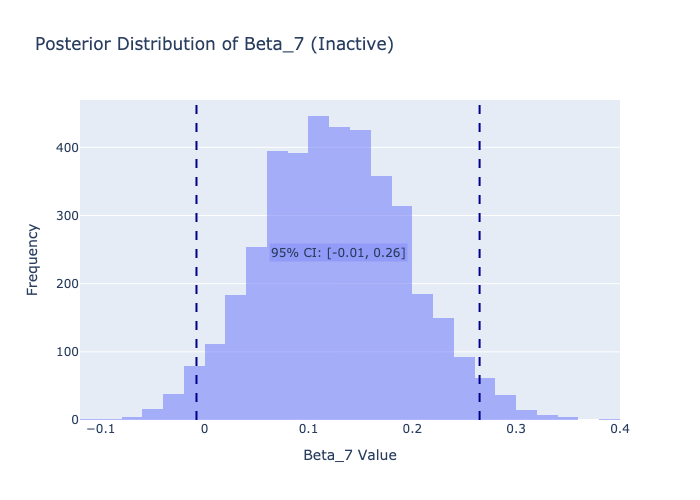 Posterior Distribution of Beta_7 (Inactive)
Frequency
400
300
200
100
0
95% CI: [-0.01, 0.26]
−0.1
0
0.1
0.2
0.3
0.4
Beta_7 Value